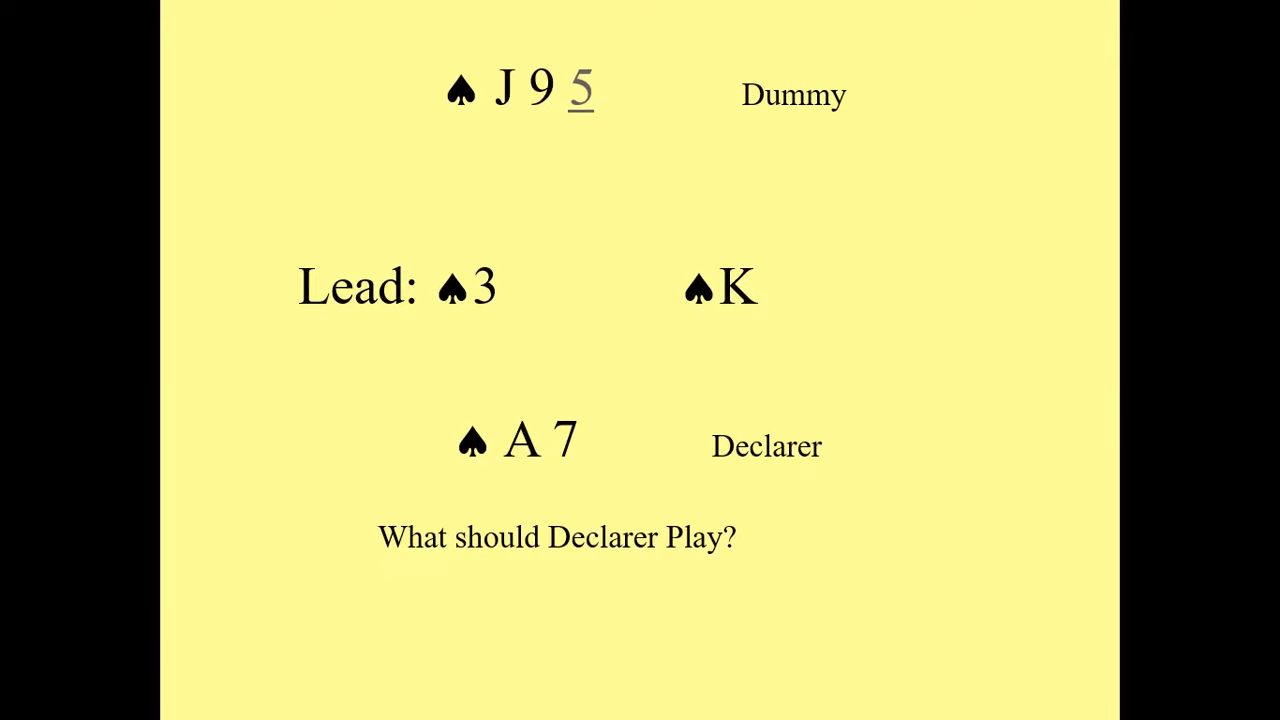 ♠ J 9 5 Dummy
Lead: ♠3 ♠K
♠ A 7 Declarer
What should Declarer Play?